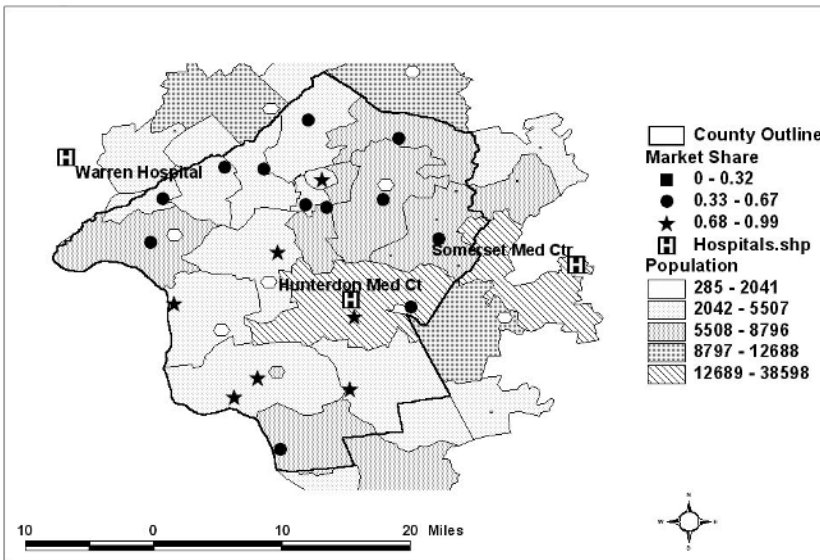 Warren Hospital
Somerset Med Ctr
Hunterdon Med Ct
H
H
H
County Outline
Market Share
0 - 0.32
0.33 - 0.67
0.68 - 0.99
H Hospitals.shp
Population
285 - 2041
2042 - 5507
5508 - 8796
8797 - 12688
12689 - 38598
10 0 10 20 Miles
N
W E
S